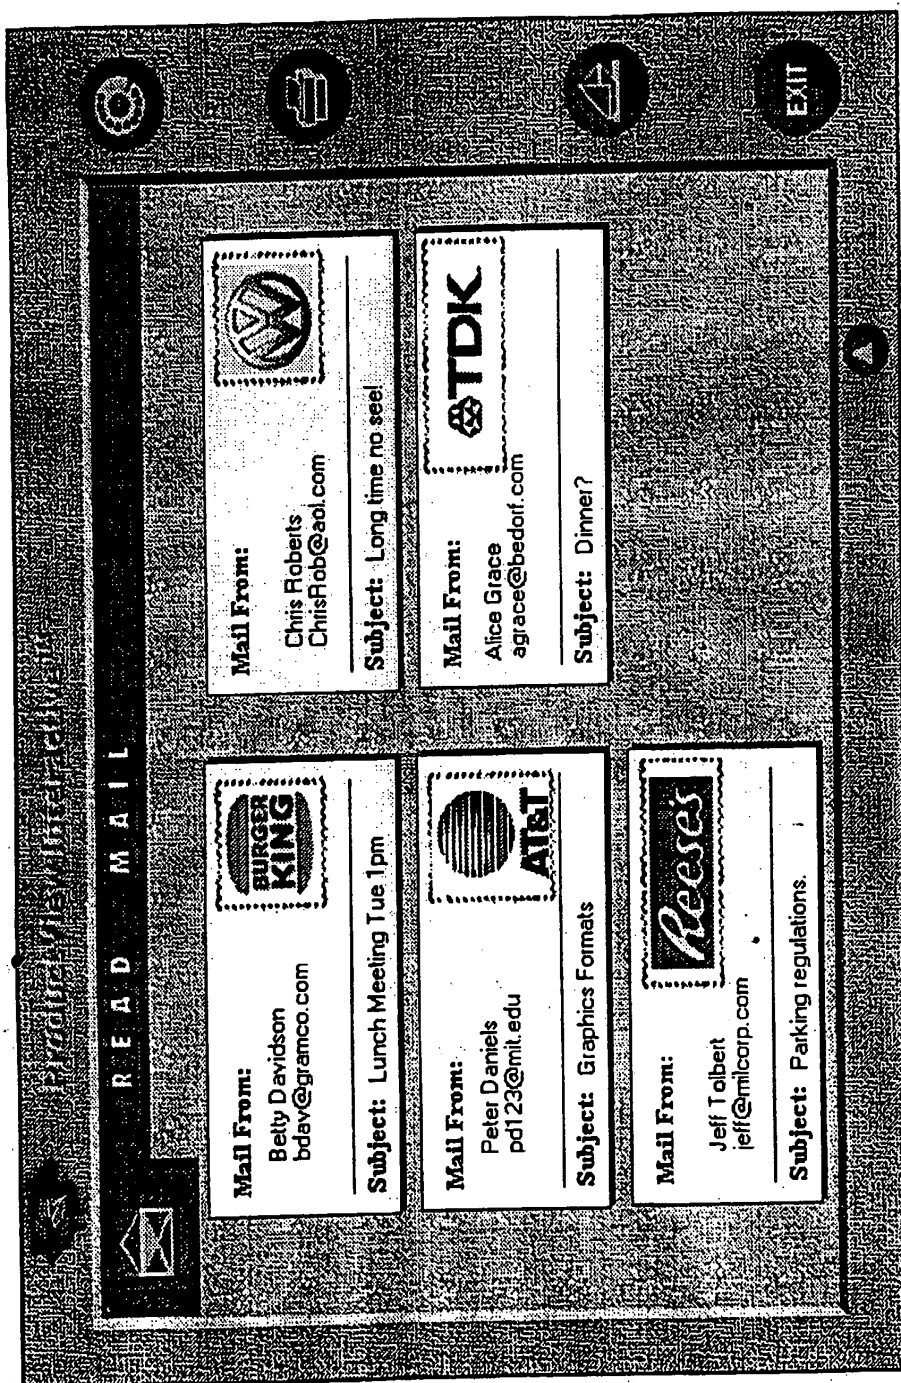 ProductViewInteractive
READ MAIL
Mail From:
BURGER
KING
Betty Davidson
bdav@gramco.com
Subject: Lunch Meeting Tue 1pm
Mail From:
Chris Roberts
ChrisRob@aol.com
Subject: Long time no see!
Mail From:
AT&T
Peter Daniels
pd123@mit.edu
Subject: Graphics Formats
Mail From:
TDK
Alice Grace
agrace@bedorf.com
Subject: Dinner?
Mail From:
Reese's
Jeff Tolbert
jeff@milcorp.com
Subject: Parking regulations.
EXIT